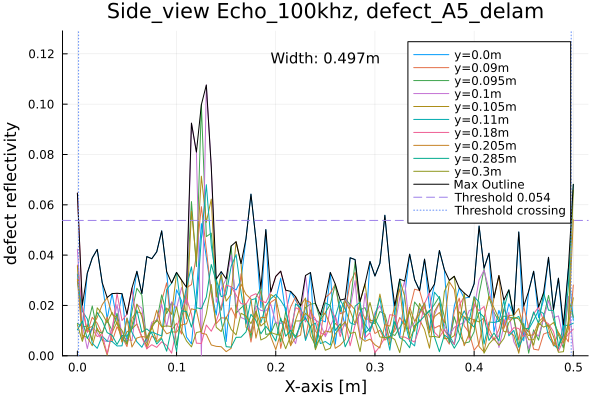 Side_view Echo_100khz, defect_A5_delam
Width: 0.497m
y=0.0m
y=0.09m
y=0.095m
y=0.1m
y=0.105m
y=0.11m
y=0.18m
y=0.205m
y=0.285m
y=0.3m
Max Outline
Threshold 0.054
Threshold crossing
defect reflectivity
0.12
0.10
0.08
0.06
0.04
0.02
0.00
0.0
0.1
0.2
0.3
0.4
0.5
X-axis [m]